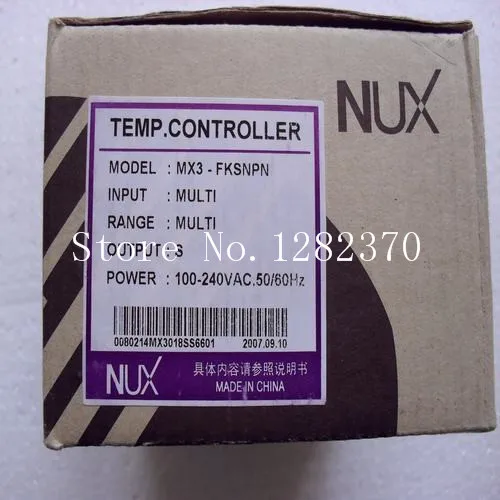 NUX
TEMP.CONTROLLER
MODEL : MX3 - FKSNPN
INPUT : MULTI
RANGE : MULTI
OUTPUT : S
Store No. 1282370
POWER : 100-240VAC.50/60Hz
0080214MX3018SS6601 2007.09.10
NUX
具体内容请参照说明书
MADE IN CHINA